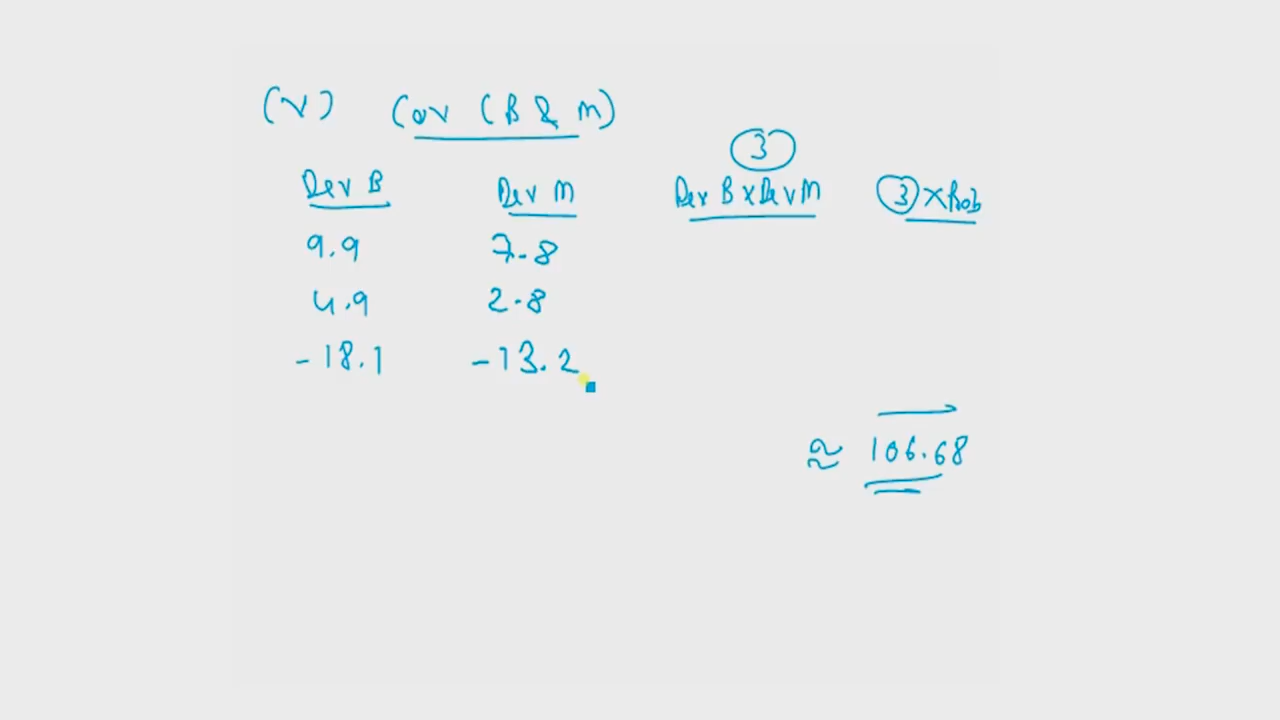 (V) Cov (B & M)
3
Dev B Dev M Dev B x Dev M 3 x Prob
9.9 7.8
4.9 2.8
-18.1 -13.2
≈ 106.68